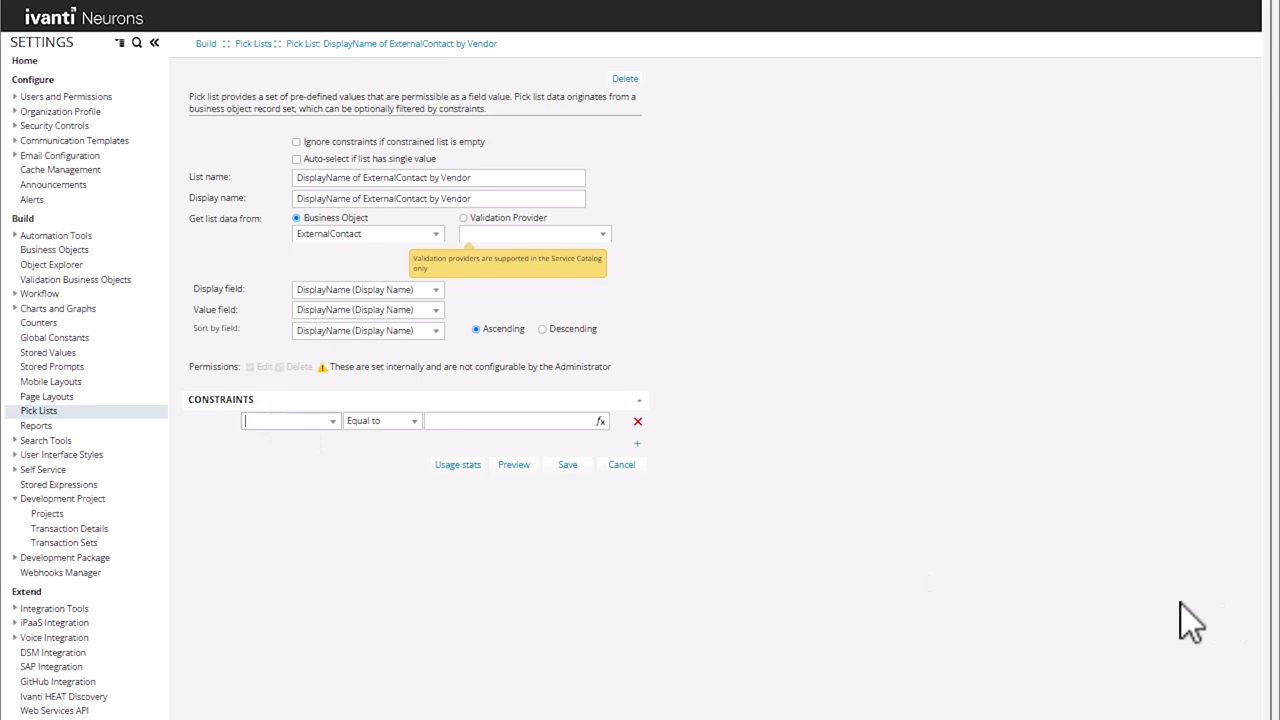 ivanti Neurons
SETTINGS
Build :: Pick Lists :: Pick List: DisplayName of ExternalContact by Vendor
Home
Configure
Users and Permissions
Organization Profile
Security Controls
Communication Templates
Email Configuration
Cache Management
Announcements
Alerts
Build
Automation Tools
Business Objects
Object Explorer
Validation Business Objects
Workflow
Charts and Graphs
Counters
Global Constants
Stored Values
Stored Prompts
Mobile Layouts
Page Layouts
Pick Lists
Reports
Search Tools
User Interface Styles
Self Service
Stored Expressions
Development Project
Projects
Transaction Details
Transaction Sets
Development Package
Webhooks Manager
Extend
Integration Tools
iPaaS Integration
Voice Integration
DSM Integration
SAP Integration
GitHub Integration
Ivanti HEAT Discovery
Web Services API
Delete
Pick list provides a set of pre-defined values that are permissible as a field value. Pick list data originates from a
business object record set, which can be optionally filtered by constraints.
Ignore constraints if constrained list is empty
Auto-select if list has single value
List name: DisplayName of ExternalContact by Vendor
Display name: DisplayName of ExternalContact by Vendor
Get list data from: Business Object Validation Provider
ExternalContact
Validation providers are supported in the Service Catalog
only
Display field: DisplayName (Display Name)
Value field: DisplayName (Display Name)
Sort by field: DisplayName (Display Name) Ascending Descending
Permissions: Edit Delete These are set internally and are not configurable by the Administrator
CONSTRAINTS
Equal to fx
Usage stats Preview Save Cancel